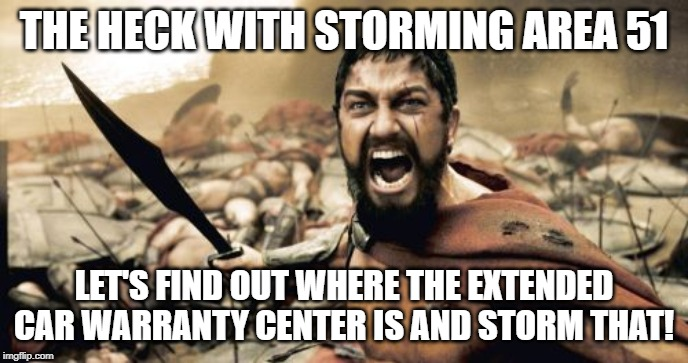 THE HECK WITH STORMING AREA 51
LET'S FIND OUT WHERE THE EXTENDED
CAR WARRANTY CENTER IS AND STORM THAT!
imgflip.com